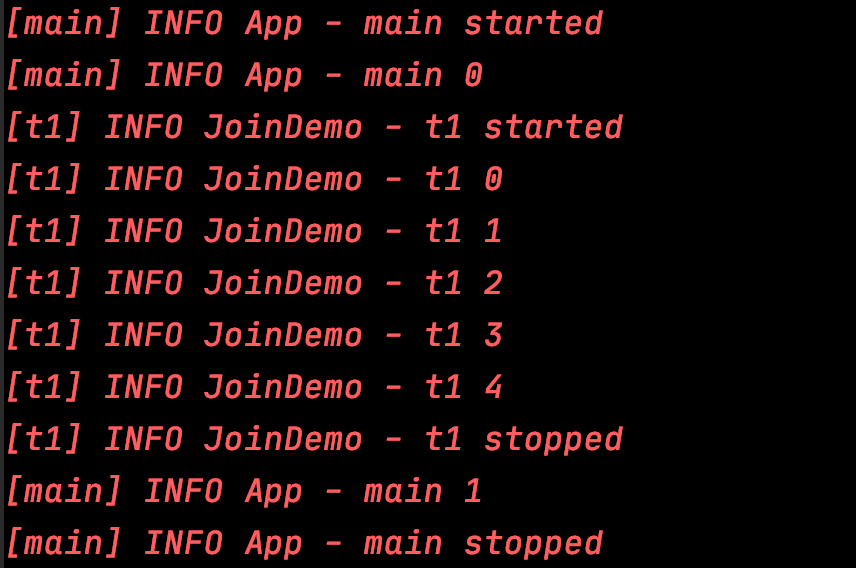 [main] INFO App - main started
[main] INFO App - main 0
[t1] INFO JoinDemo - t1 started
[t1] INFO JoinDemo - t1 0
[t1] INFO JoinDemo - t1 1
[t1] INFO JoinDemo - t1 2
[t1] INFO JoinDemo - t1 3
[t1] INFO JoinDemo - t1 4
[t1] INFO JoinDemo - t1 stopped
[main] INFO App - main 1
[main] INFO App - main stopped